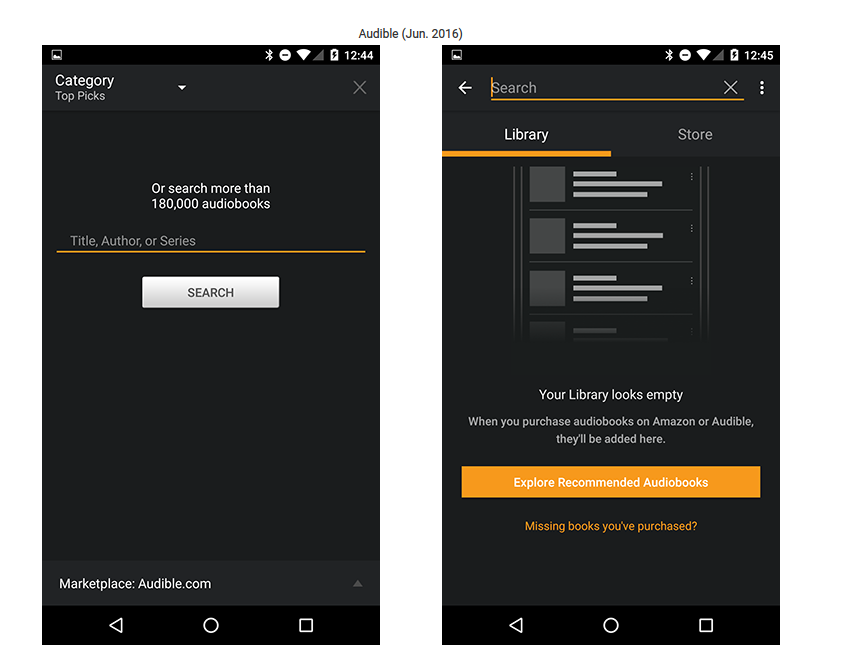 Audible (Jun. 2016)
12:44
Category
Top Picks
Or search more than
180,000 audiobooks
Title, Author, or Series
SEARCH
Marketplace: Audible.com
12:45
Search
Library
Store
Your Library looks empty
When you purchase audiobooks on Amazon or Audible,
they'll be added here.
Explore Recommended Audiobooks
Missing books you've purchased?